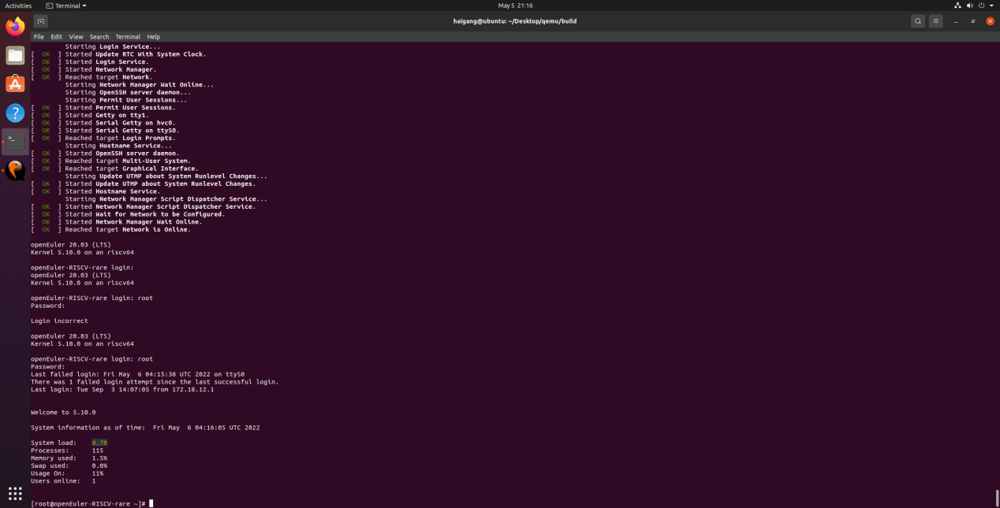 Activities
Terminal
May 5 21:16
haigang@ubuntu: ~/Desktop/qemu/build
File Edit View Search Terminal Help
Starting Login Service...
[ OK ] Started Update RTC With System Clock.
[ OK ] Started Login Service.
[ OK ] Started Network Manager.
[ OK ] Reached target Network.
Starting Network Manager Wait Online...
Starting OpenSSH server daemon...
Starting Permit User Sessions...
[ OK ] Started Permit User Sessions.
[ OK ] Started Getty on tty1.
[ OK ] Started Serial Getty on hvc0.
[ OK ] Started Serial Getty on ttyS0.
[ OK ] Reached target Login Prompts.
Starting Hostname Service...
[ OK ] Started OpenSSH server daemon.
[ OK ] Reached target Multi-User System.
[ OK ] Reached target Graphical Interface.
Starting Update UTMP about System Runlevel Changes...
[ OK ] Started Update UTMP about System Runlevel Changes.
[ OK ] Started Hostname Service.
Starting Network Manager Script Dispatcher Service...
[ OK ] Started Network Manager Script Dispatcher Service.
[ OK ] Started Wait for Network to be Configured.
[ OK ] Started Network Manager Wait Online.
[ OK ] Reached target Network is Online.
openEuler 20.03 (LTS)
Kernel 5.10.0 on an riscv64
openEuler-RISCV-rare login:
openEuler 20.03 (LTS)
Kernel 5.10.0 on an riscv64
openEuler-RISCV-rare login: root
Password:
Login incorrect
openEuler 20.03 (LTS)
Kernel 5.10.0 on an riscv64
openEuler-RISCV-rare login: root
Password:
Last failed login: Fri May  6 04:15:38 UTC 2022 on ttyS0
There was 1 failed login attempt since the last successful login.
Last login: Tue Sep  3 14:07:05 from 172.18.12.1
Welcome to 5.10.0
System information as of time:  Fri May  6 04:16:05 UTC 2022
System load:    0.70
Processes:      115
Memory used:    1.5%
Swap used:      0.0%
Usage On:       11%
Users online:   1
[root@openEuler-RISCV-rare ~]#